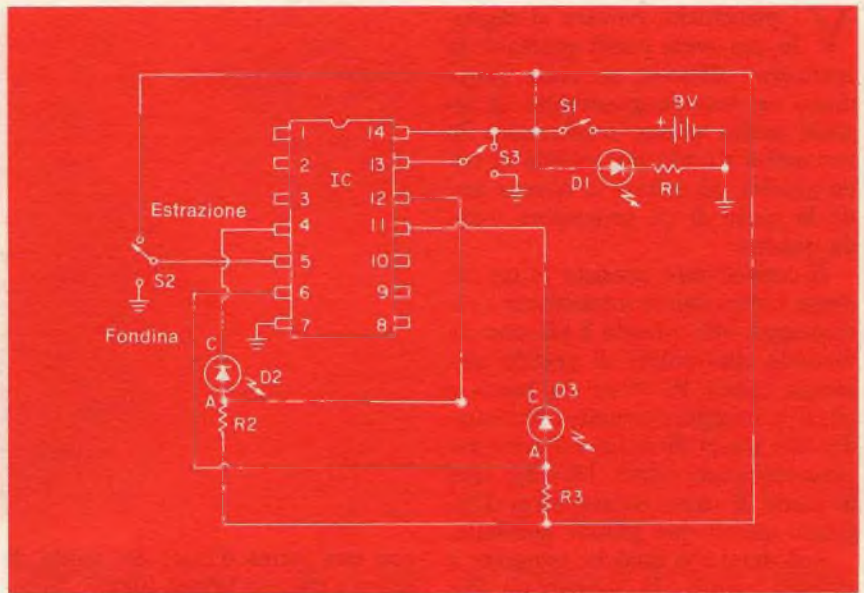 S1
9V
+
1
14
2
13
S3
3
IC
12
D1
R1
Estrazione
4
11
5
10
S2
6
9
7
8
Fondina
C
D2
C
D3
A
R2
A
R3